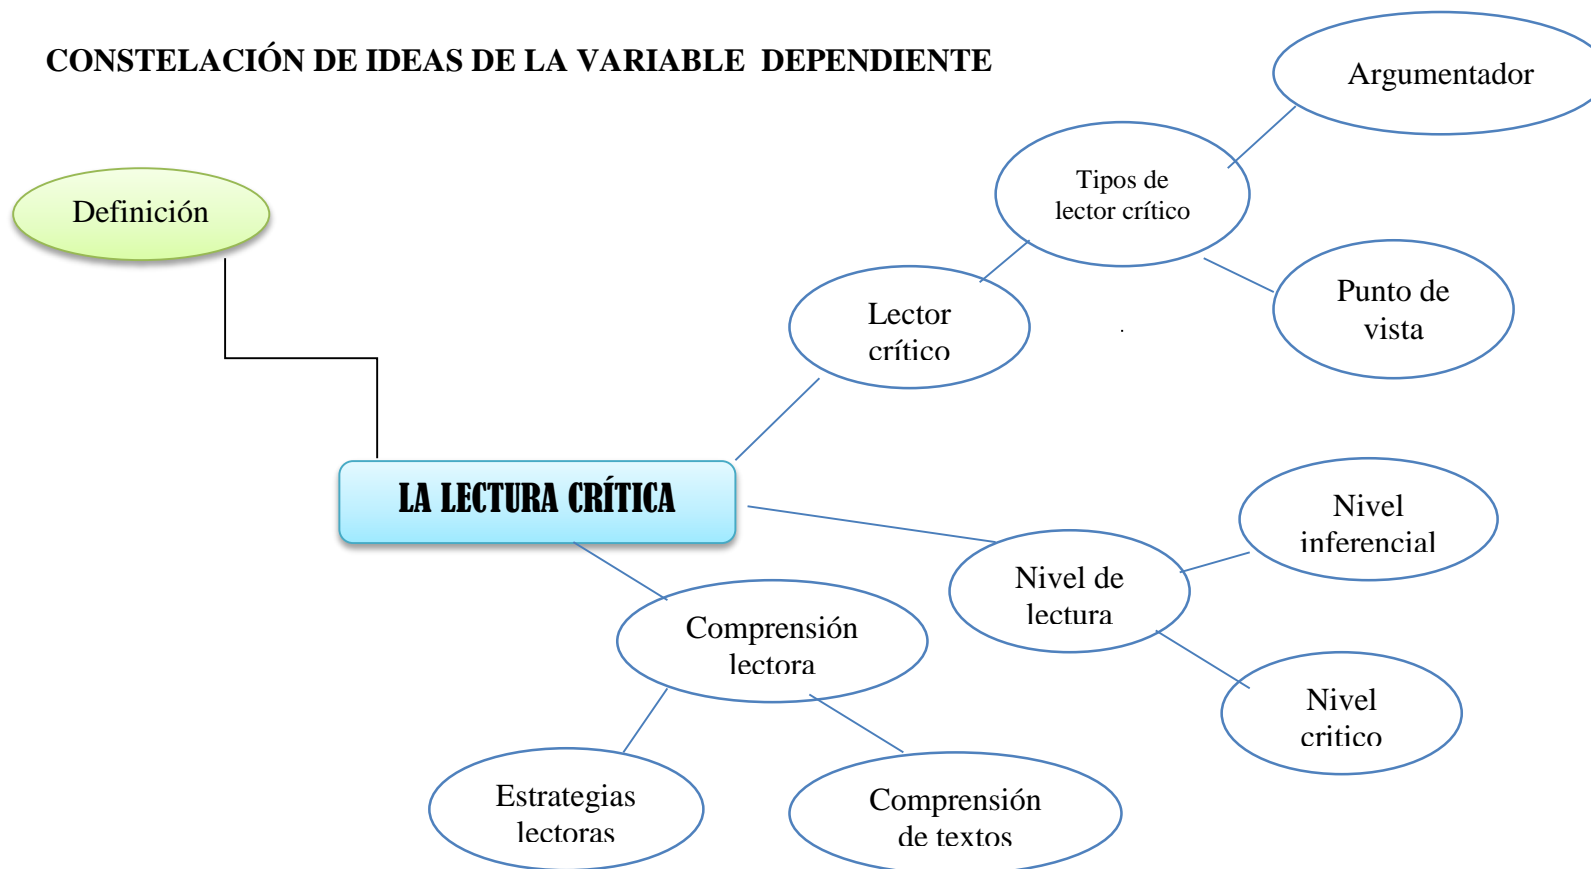 CONSTELACIÓN DE IDEAS DE LA VARIABLE  DEPENDIENTE
Argumentador
Tipos de
lector crítico
Definición
Punto de
vista
Lector
crítico
LA LECTURA CRÍTICA
Nivel
inferencial
Nivel de
lectura
Comprensión
lectora
Nivel
critico
Estrategias
lectoras
Comprensión
de textos